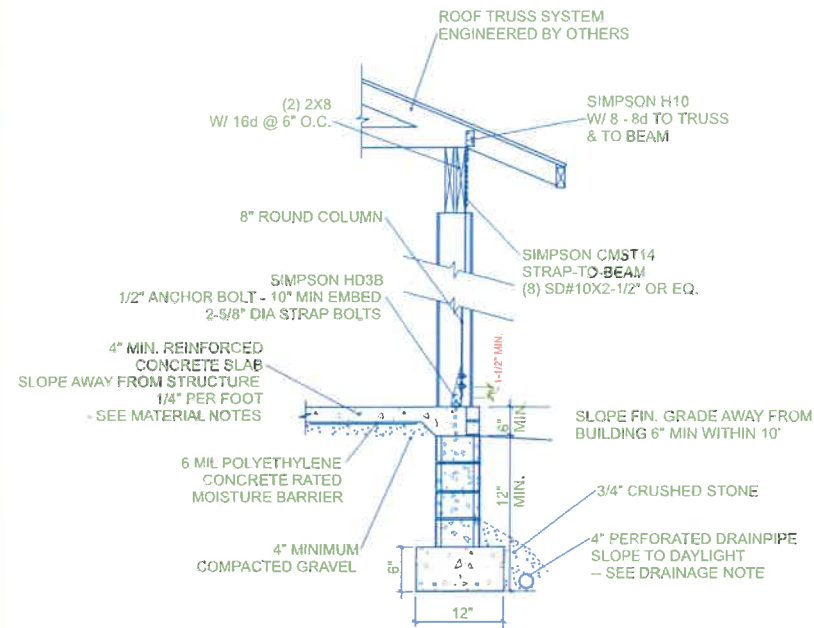 ROOF TRUSS SYSTEM
ENGINEERED BY OTHERS
(2) 2X8
W/ 16d @ 6" O.C.
SIMPSON H10
W/ 8 - 8d TO TRUSS
& TO BEAM
8" ROUND COLUMN
SIMPSON CMST14
STRAP-TO-BEAM
(8) SD#10X2-1/2" OR EQ.
SIMPSON HD3B
1/2" ANCHOR BOLT - 10" MIN EMBED
2-5/8" DIA STRAP BOLTS
1-1/2" MIN.
4" MIN. REINFORCED
CONCRETE SLAB
SLOPE AWAY FROM STRUCTURE
1/4" PER FOOT
- SEE MATERIAL NOTES
6" MIN.
SLOPE FIN. GRADE AWAY FROM
BUILDING 6" MIN WITHIN 10'
6 MIL POLYETHYLENE
CONCRETE RATED
MOISTURE BARRIER
12" MIN.
3/4" CRUSHED STONE
4" MINIMUM
COMPACTED GRAVEL
4" PERFORATED DRAINPIPE
SLOPE TO DAYLIGHT
-- SEE DRAINAGE NOTE
6"
12"